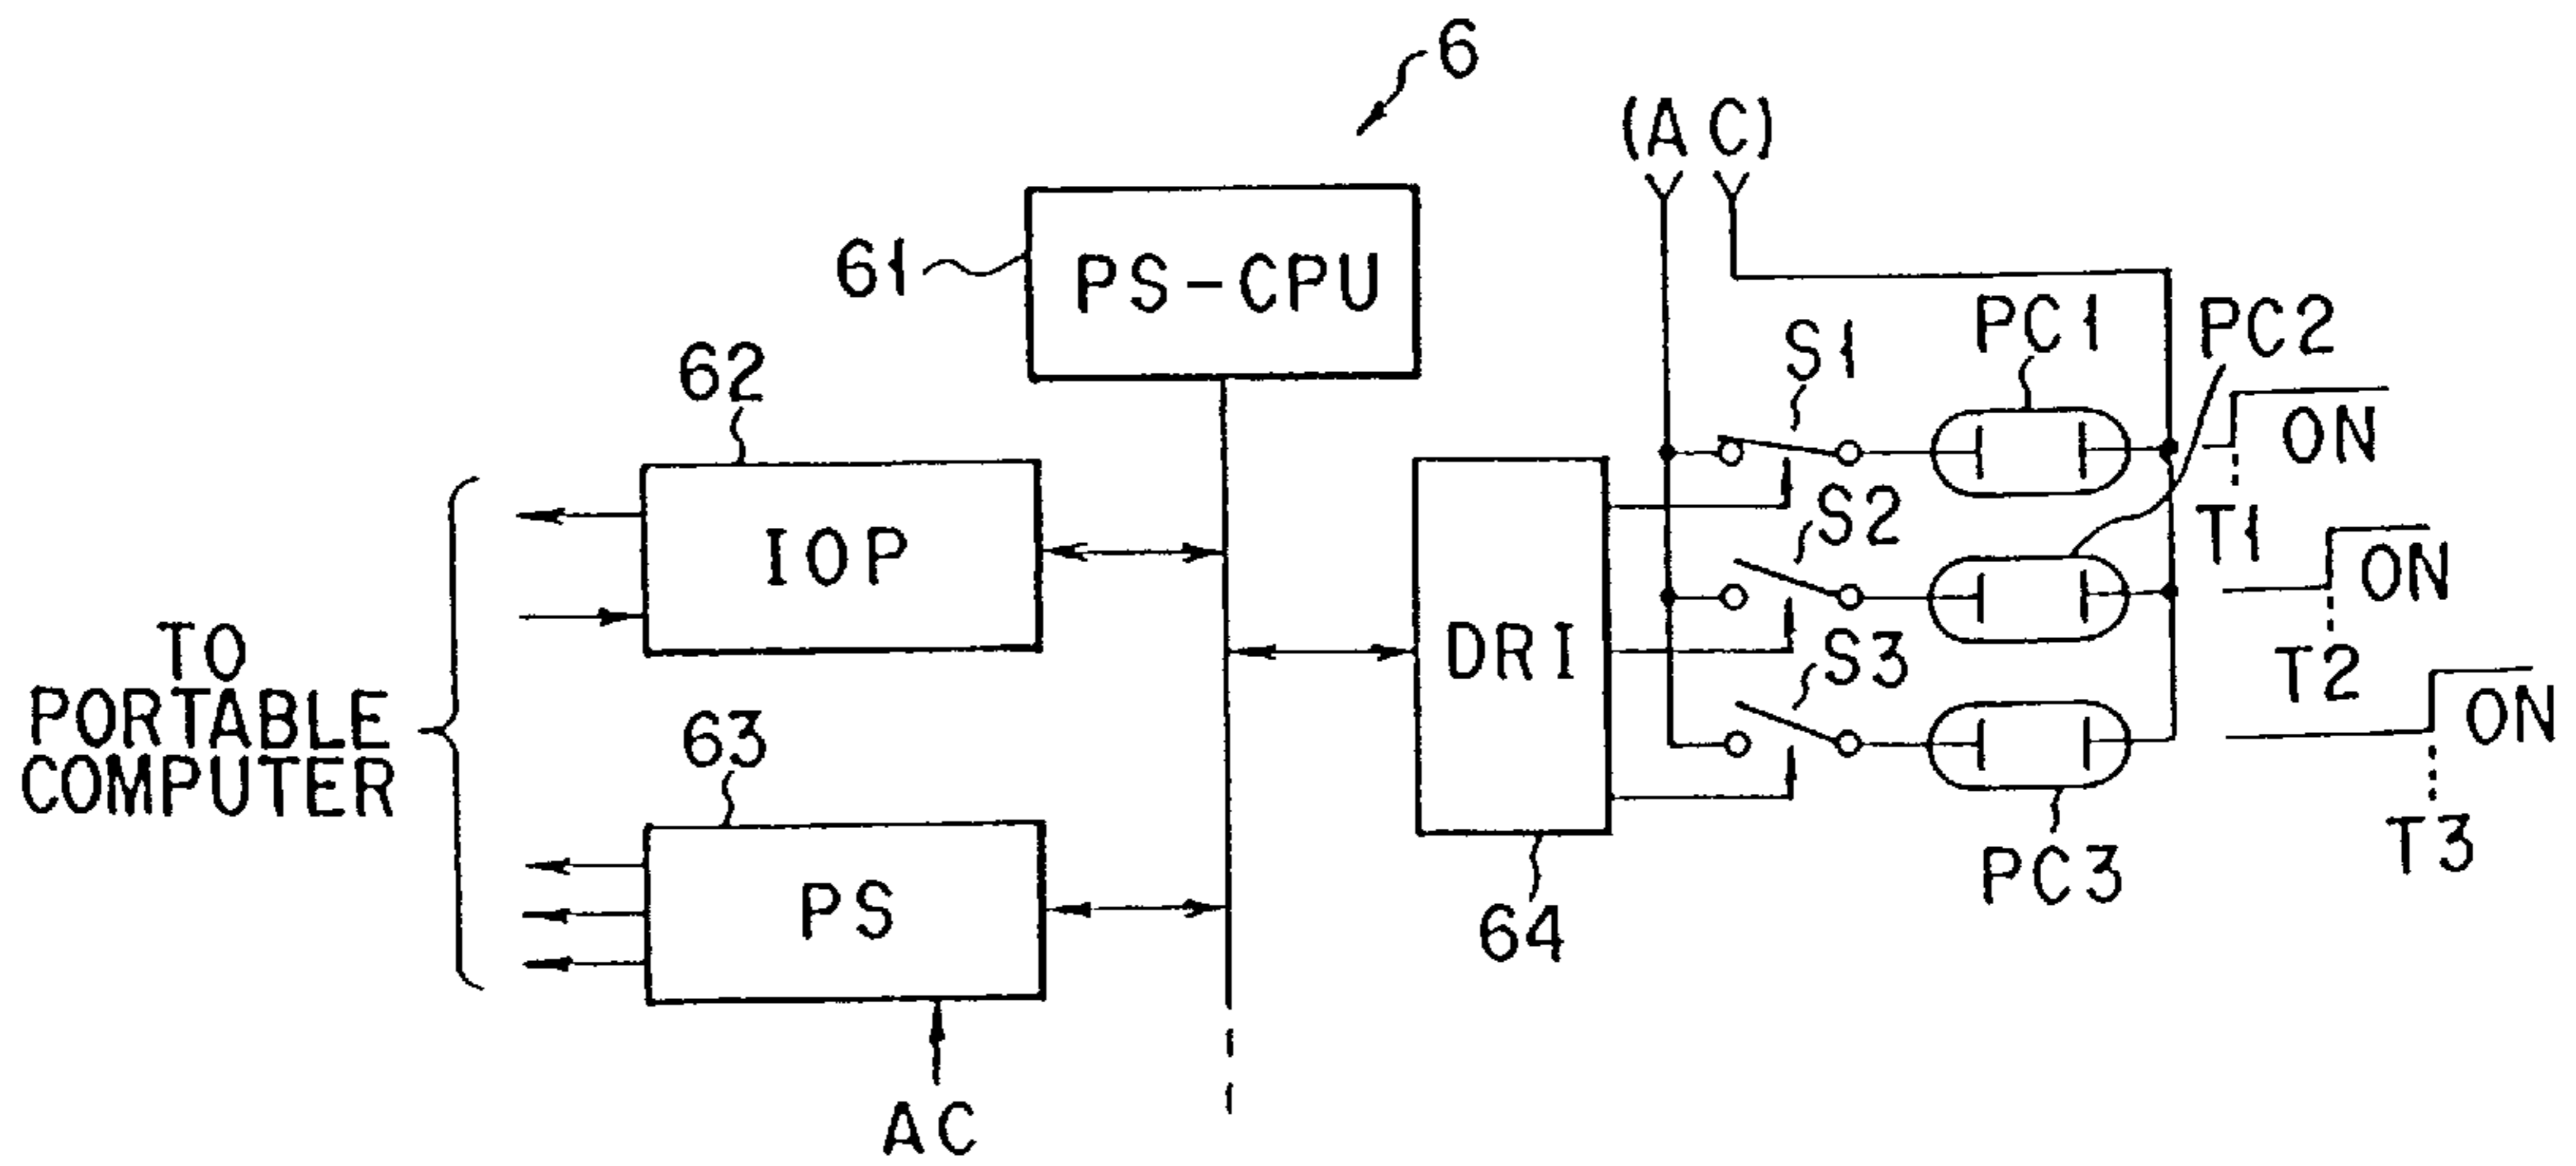 6
(AC)
61
PS-CPU
62
IOP
63
PS
AC
TO
PORTABLE
COMPUTER
DRI
64
S1
S2
S3
PC1
PC2
PC3
ON
T1
ON
T2
ON
T3